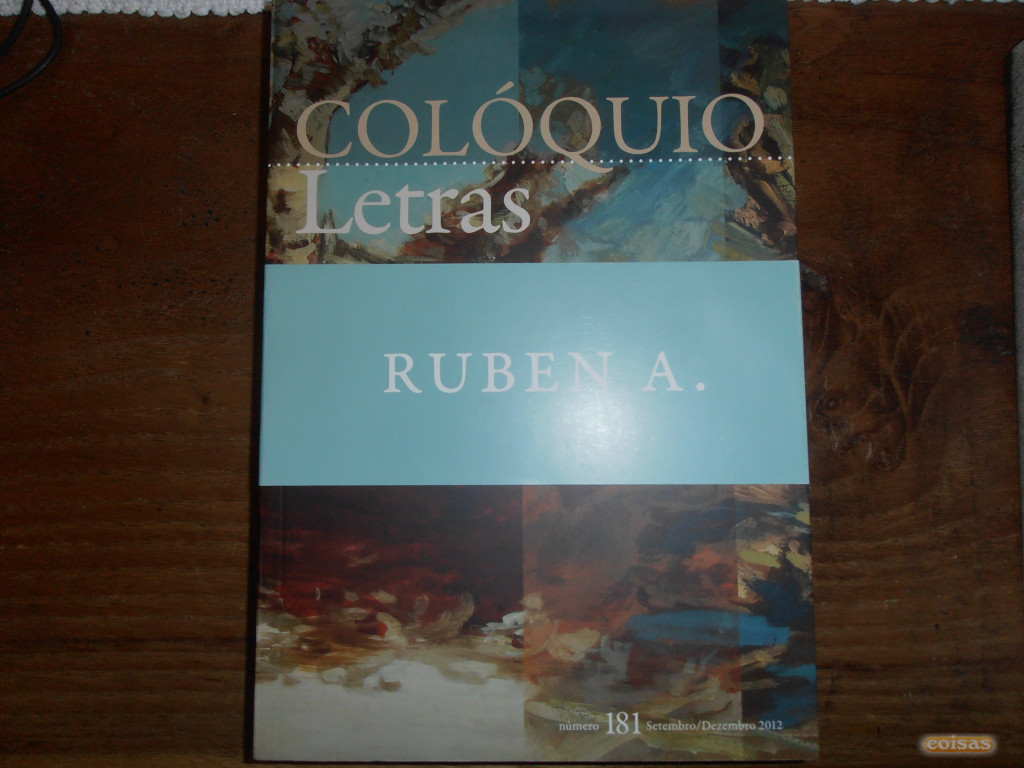 COLÓQUIO
Letras
RUBEN A.
número 181 Setembro/Dezembro 2012
coisas